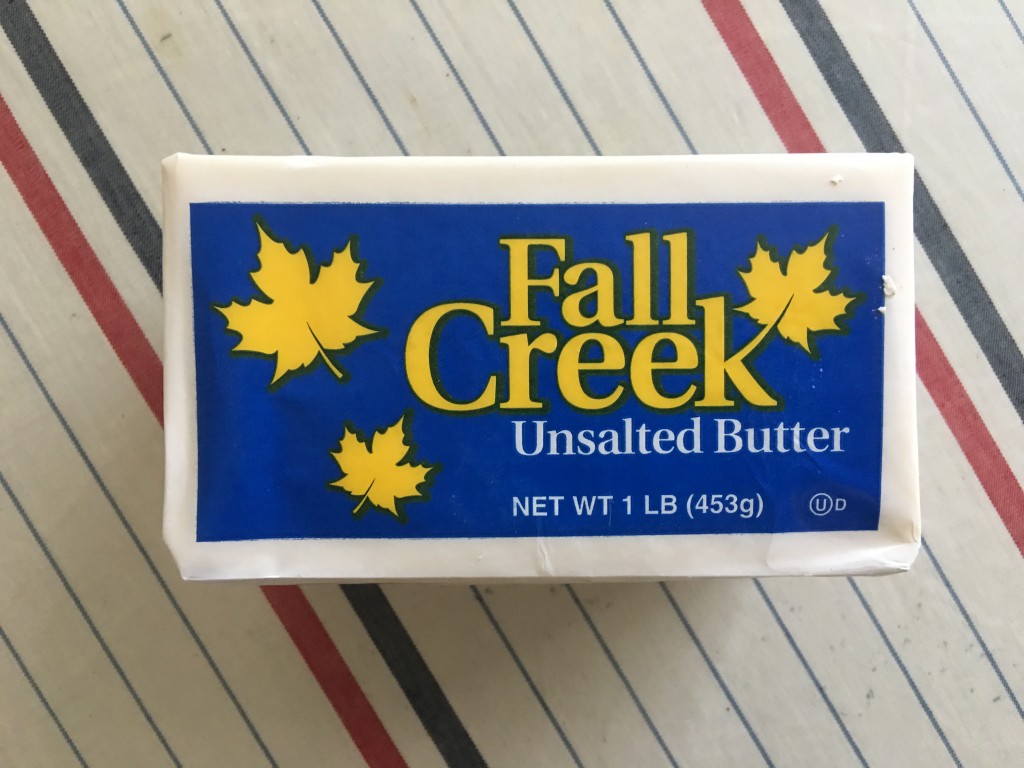 Fall
Creek
Unsalted Butter
NET WT 1 LB (453g) Ⓤ D